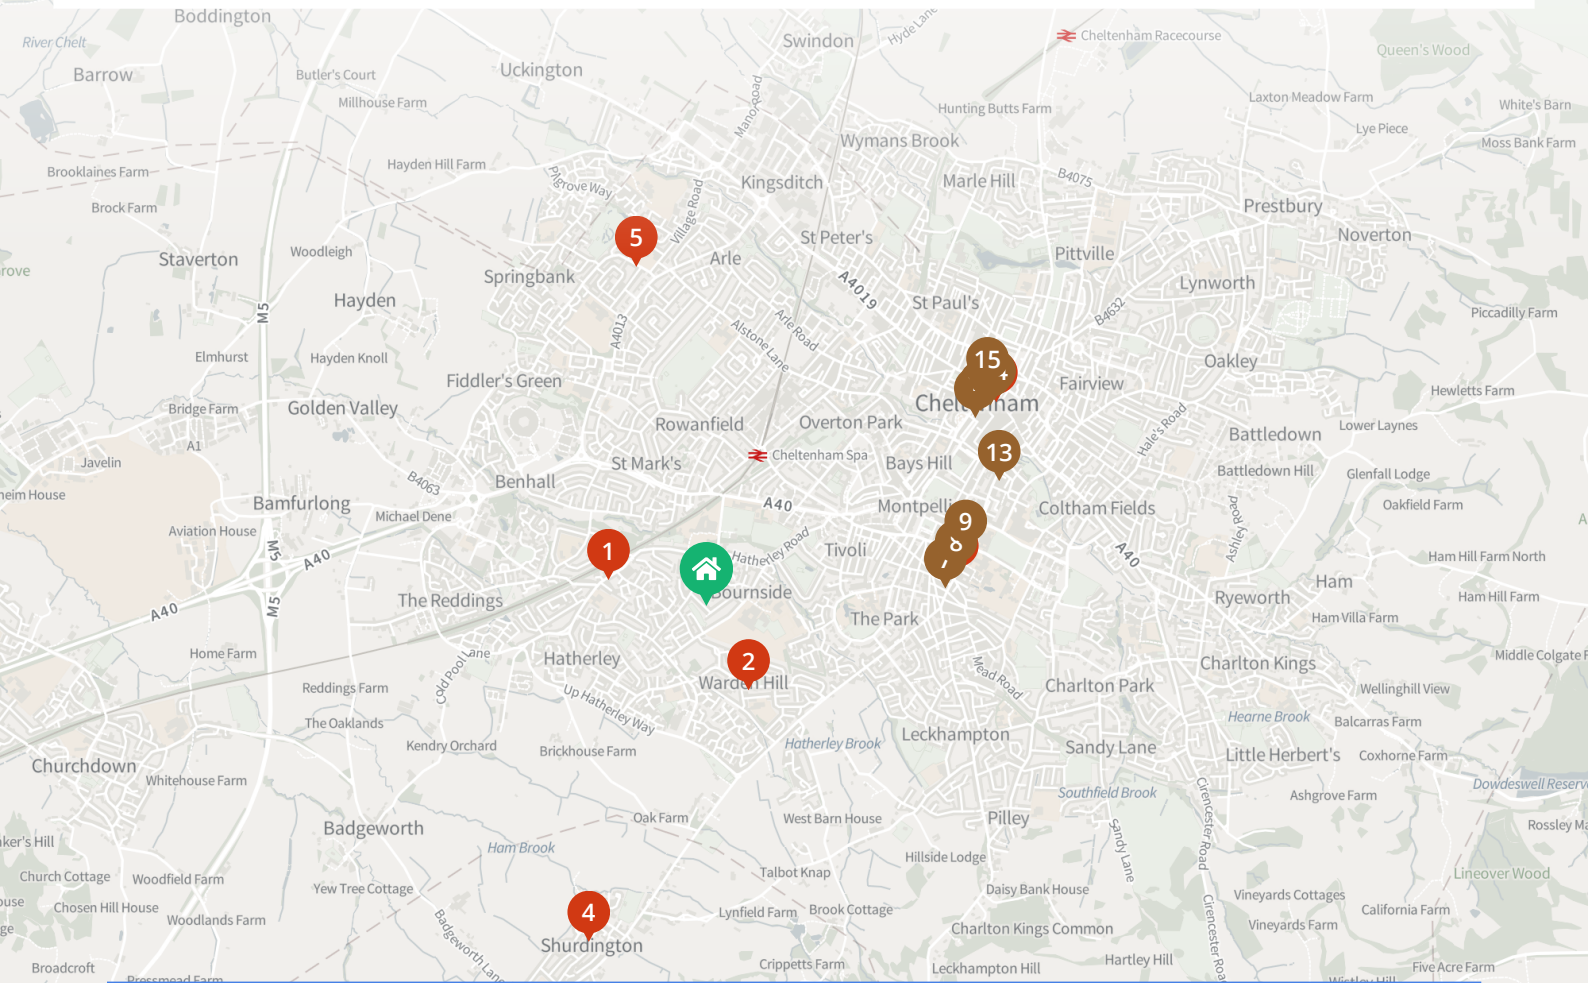 Boddington
River Chelt
Swindon
Hyde Lane
Cheltenham Racecourse
Queen's Wood
Barrow
Butler's Court
Uckington
Millhouse Farm
Manor Road
Hunting Butts Farm
Laxton Meadow Farm
White's Barn
Lye Piece
Moss Bank Farm
Wymans Brook
Brooklaines Farm
Hayden Hill Farm
Pilgrove Way
Kingsditch
Marle Hill
B4075
Brock Farm
Village Road
Prestbury
Noverton
5
St Peter's
Pittville
Woodleigh
Staverton
Arle
Springbank
Lynworth
A4019
Hayden
St Paul's
B4632
Piccadilly Farm
M5
A4013
Arle Road
Alstone Lane
Elmhurst
Hayden Knoll
15
Oakley
Fiddler's Green
Fairview
Hewletts Farm
Bridge Farm
Golden Valley
Rowanfield
Overton Park
Hale's Road
Lower Laynes
A1
Battledown
Javelin
St Mark's
Cheltenham Spa
Bays Hill
13
Battledown Hill
Glenfall Lodge
B4063
Benhall
Bamfurlong
A40
Coltham Fields
Oakfield Farm
Michael Dene
Aviation House
9
Ashley Road
M5
A40
1
Hatherley Road
Tivoli
8
A40
Ham Hill Farm North
7
Ham
The Reddings
Bournside
Ryeworth
Ham Hill Farm
A40
M5
The Park
Ham Villa Farm
Home Farm
Cold Pool Lane
Hatherley
2
Warden Hill
Mead Road
Charlton Kings
Middle Colgate
Reddings Farm
Up Hatherley Way
Charlton Park
Wellinghill View
The Oaklands
Hearne Brook
Balcarras Farm
Kendry Orchard
Brickhouse Farm
Hatherley Brook
Leckhampton
Sandy Lane
Little Herbert's
Coxhorne Farm
Churchdown
Whitehouse Farm
Southfield Brook
Cirencester Road
Ashgrove Farm
Dowdeswell
Badgeworth
Oak Farm
West Barn House
Pilley
Sandy Lane
Rossley
Ham Brook
Hillside Lodge
Church Cottage
Woodfield Farm
Yew Tree Cottage
Talbot Knap
Daisy Bank House
Lineover Wood
Vineyards Cottages
Chosen Hill House
Woodlands Farm
4
Lynfield Farm
Brook Cottage
California Farm
Badgeworth Lane
Shurdington
Charlton Kings Common
Vineyards Farm
Cirencester
Broadcroft
Crippetts Farm
Leckhampton Hill
Hartley Hill
Five Acre Farm